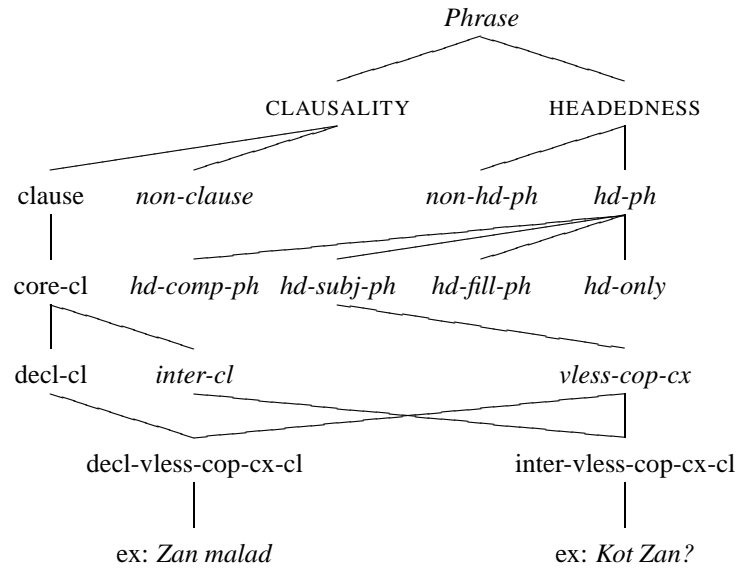 Phrase
CLAUSALITY HEADEDNESS
clause non-clause non-hd-ph hd-ph
core-cl hd-comp-ph hd-subj-ph hd-fill-ph hd-only
decl-cl inter-cl vless-cop-cx
decl-vless-cop-cx-cl inter-vless-cop-cx-cl
ex: Zan malad ex: Kot Zan?